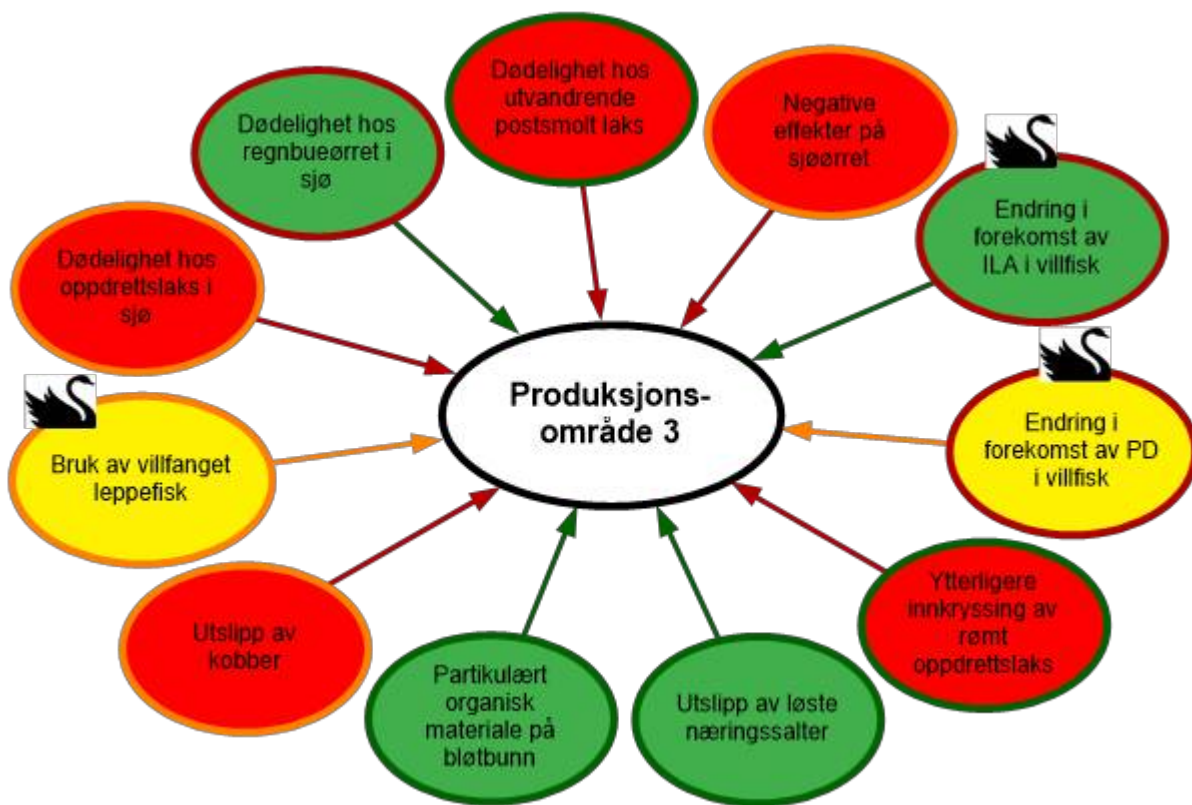 Dødelighet hos
utvandrende
postsmolt laks
Negative
effekter på
sjøørret
Dødelighet hos
regnbueørret i
sjø
Endring i
forekomst av
ILA i villfisk
Dødelighet hos
oppdrettslaks i
sjø
Produksjons-
område 3
Endring i
forekomst av PD
i villfisk
Bruk av villfanget
leppefisk
Ytterligere
innkryssing av
rømt
oppdrettslaks
Utslipp av
kobber
Partikulært
organisk
materiale på
bløtbunn
Utslipp av løste
næringssalter